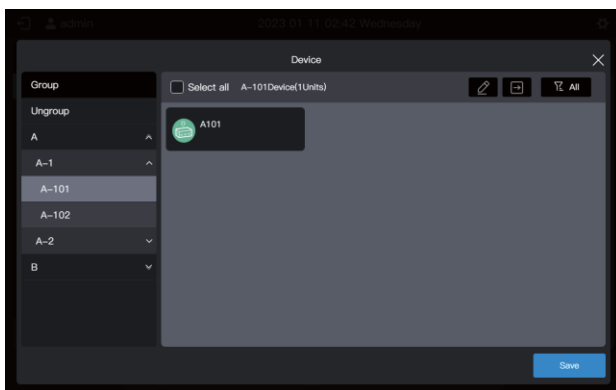 admin 2023 01 11 02:42 Wednesday
Device
Group
Select all A-101Device(1Units) All
Ungroup
A101
A
A-1
A-101
A-102
A-2
B
Save